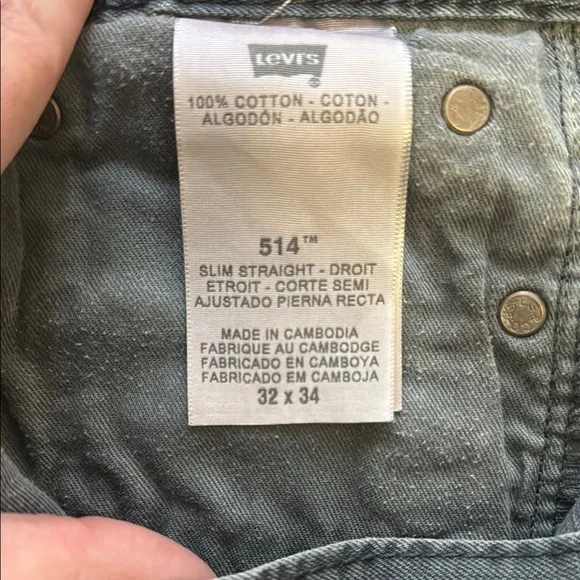 Levi's
®
100% COTTON - COTON -
ALGODÓN - ALGODÃO
514™
SLIM STRAIGHT - DROIT
ETROIT - CORTE SEMI
AJUSTADO PIERNA RECTA
MADE IN CAMBODIA
FABRIQUE AU CAMBODGE
FABRICADO EN CAMBOYA
FABRICADO EM CAMBOJA
32 x 34